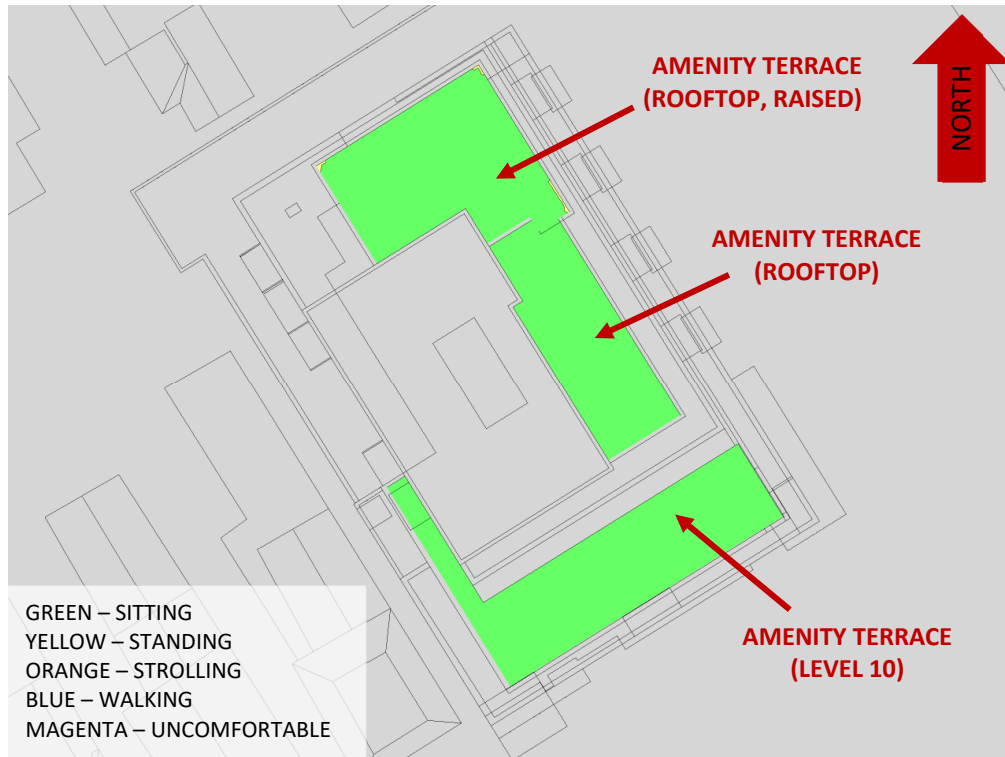 AMENITY TERRACE
(ROOFTOP, RAISED)
NORTH
AMENITY TERRACE
(ROOFTOP)
AMENITY TERRACE
(LEVEL 10)
GREEN – SITTING
YELLOW – STANDING
ORANGE – STROLLING
BLUE – WALKING
MAGENTA – UNCOMFORTABLE